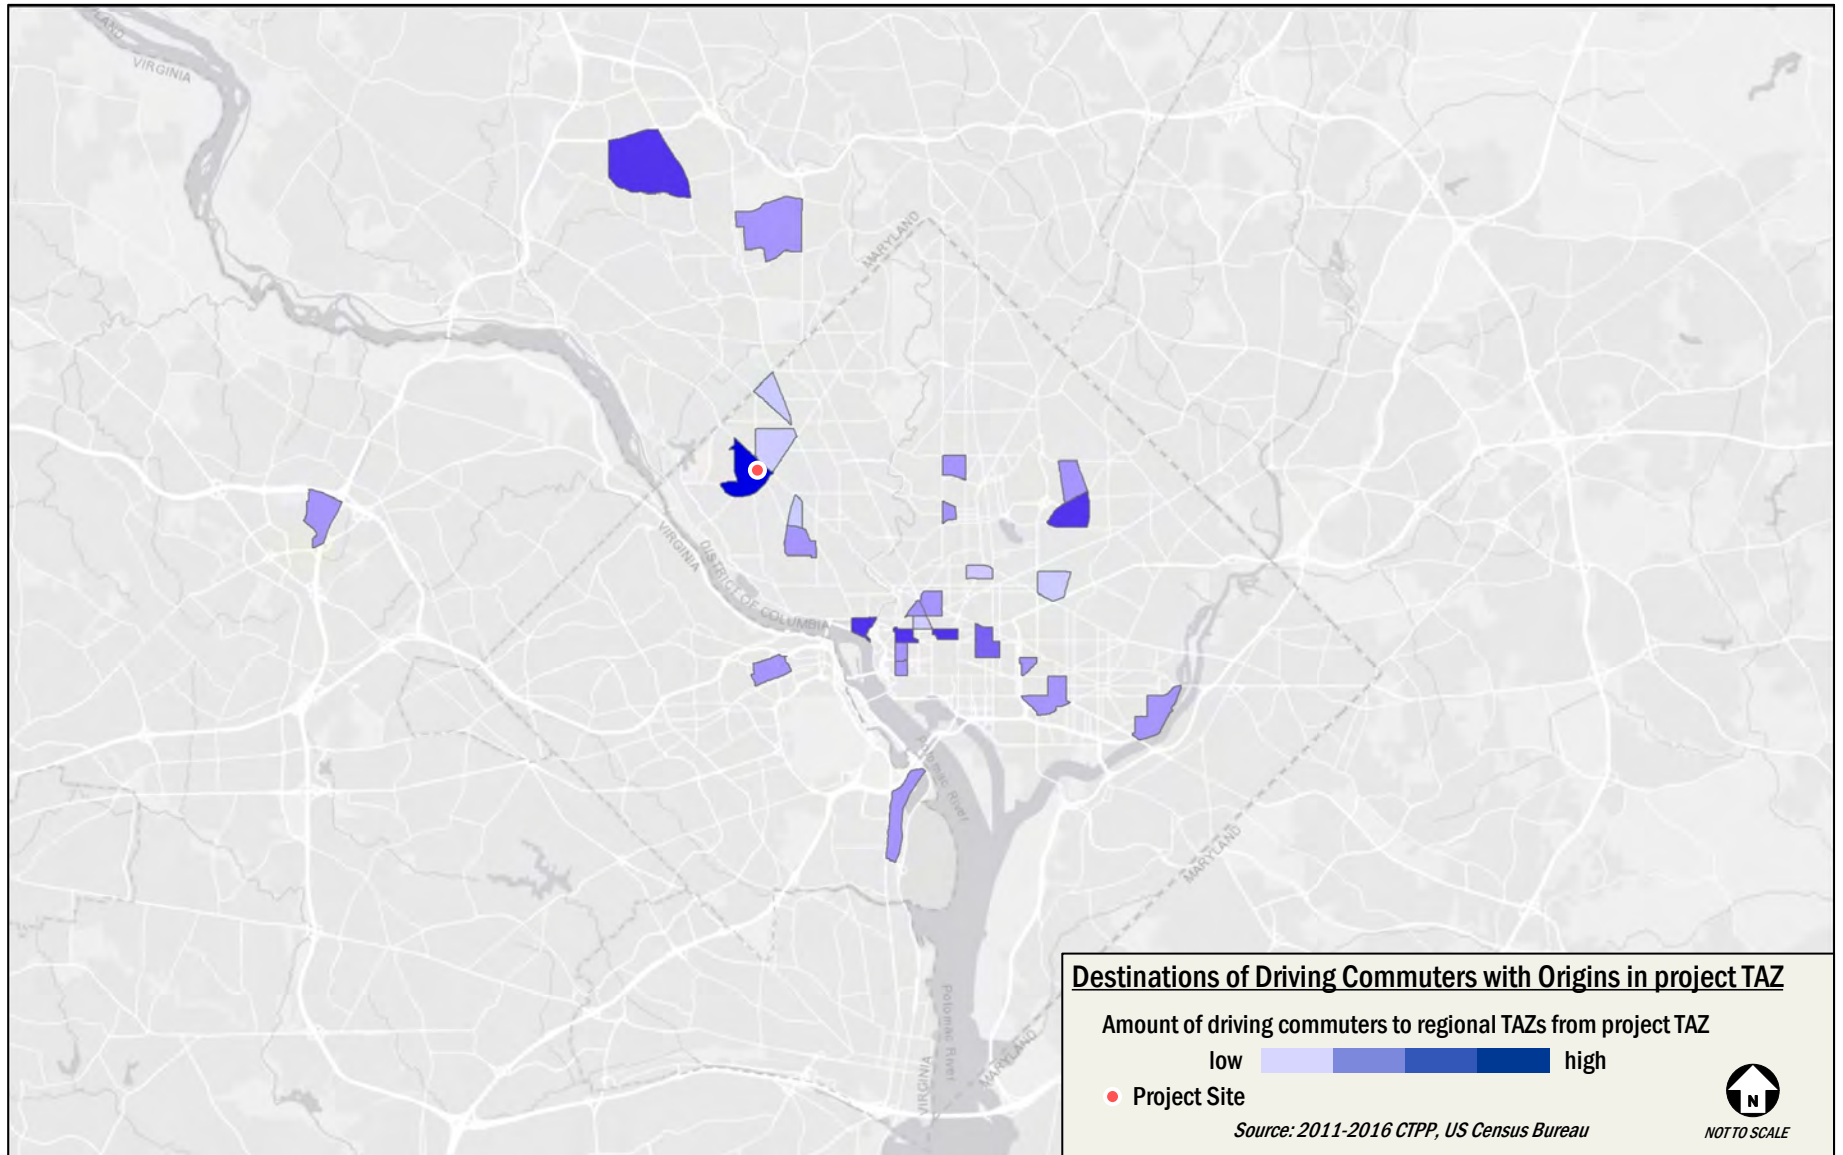 MARYLAND
VIRGINIA
MARYLAND
VIRGINIA
DISTRICT OF COLUMBIA
Potomac River
MARYLAND
Potomac River
VIRGINIA
MARYLAND
Destinations of Driving Commuters with Origins in project TAZ
Amount of driving commuters to regional TAZs from project TAZ
low high
Project Site
N
Source: 2011-2016 CTPP, US Census Bureau
NOT TO SCALE